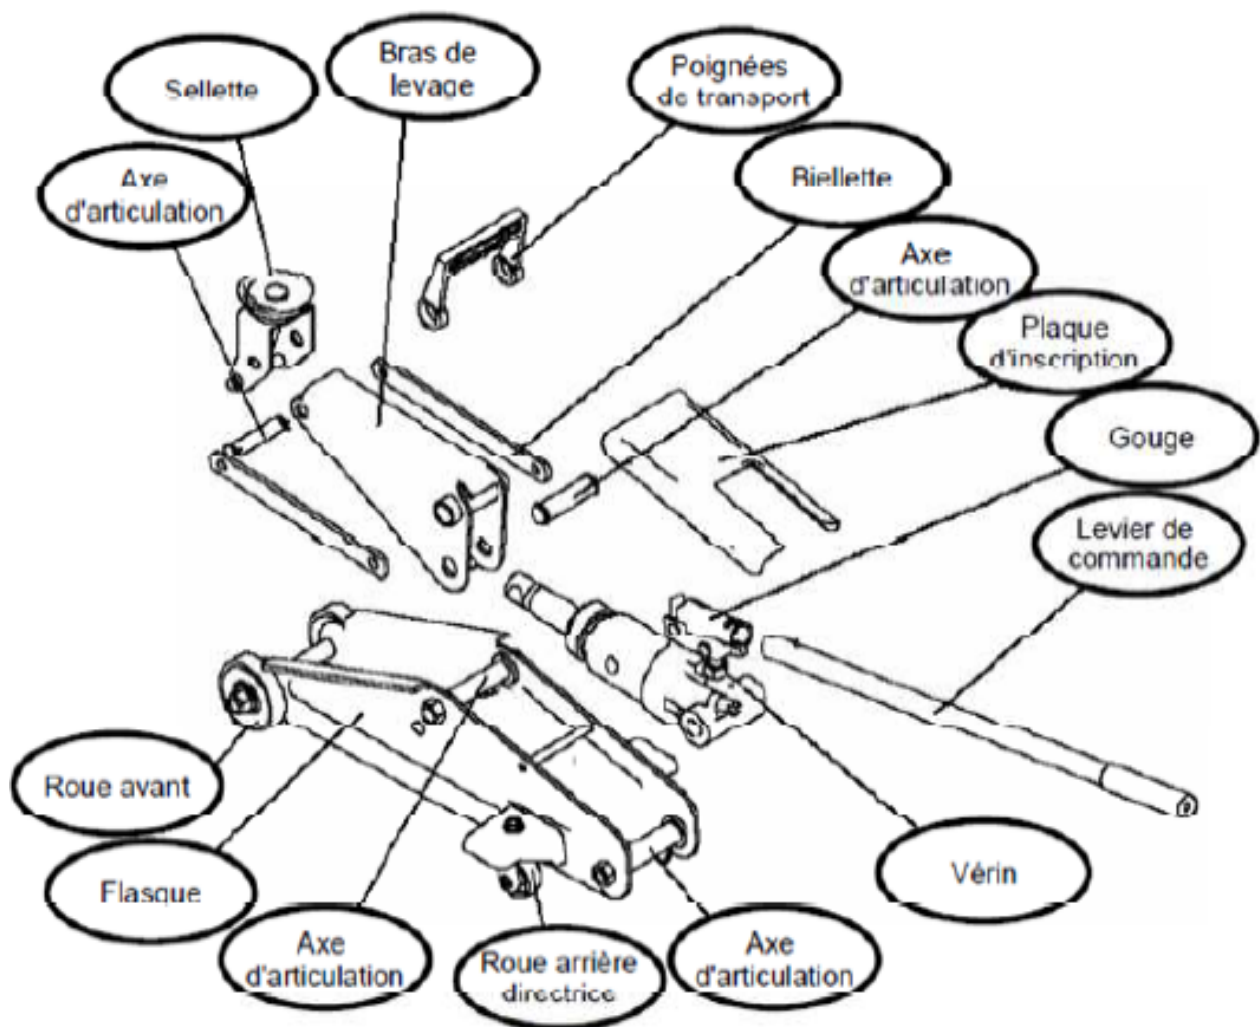 Bras de
levage
Poignées
de transport
Sellette
Axe
d'articulation
Biellette
Axe
d'articulation
Plaque
d'inscription
Gouge
Levier de
commande
Roue avant
Flasque
Axe
d'articulation
Roue arrière
directrice
Axe
d'articulation
Vérin